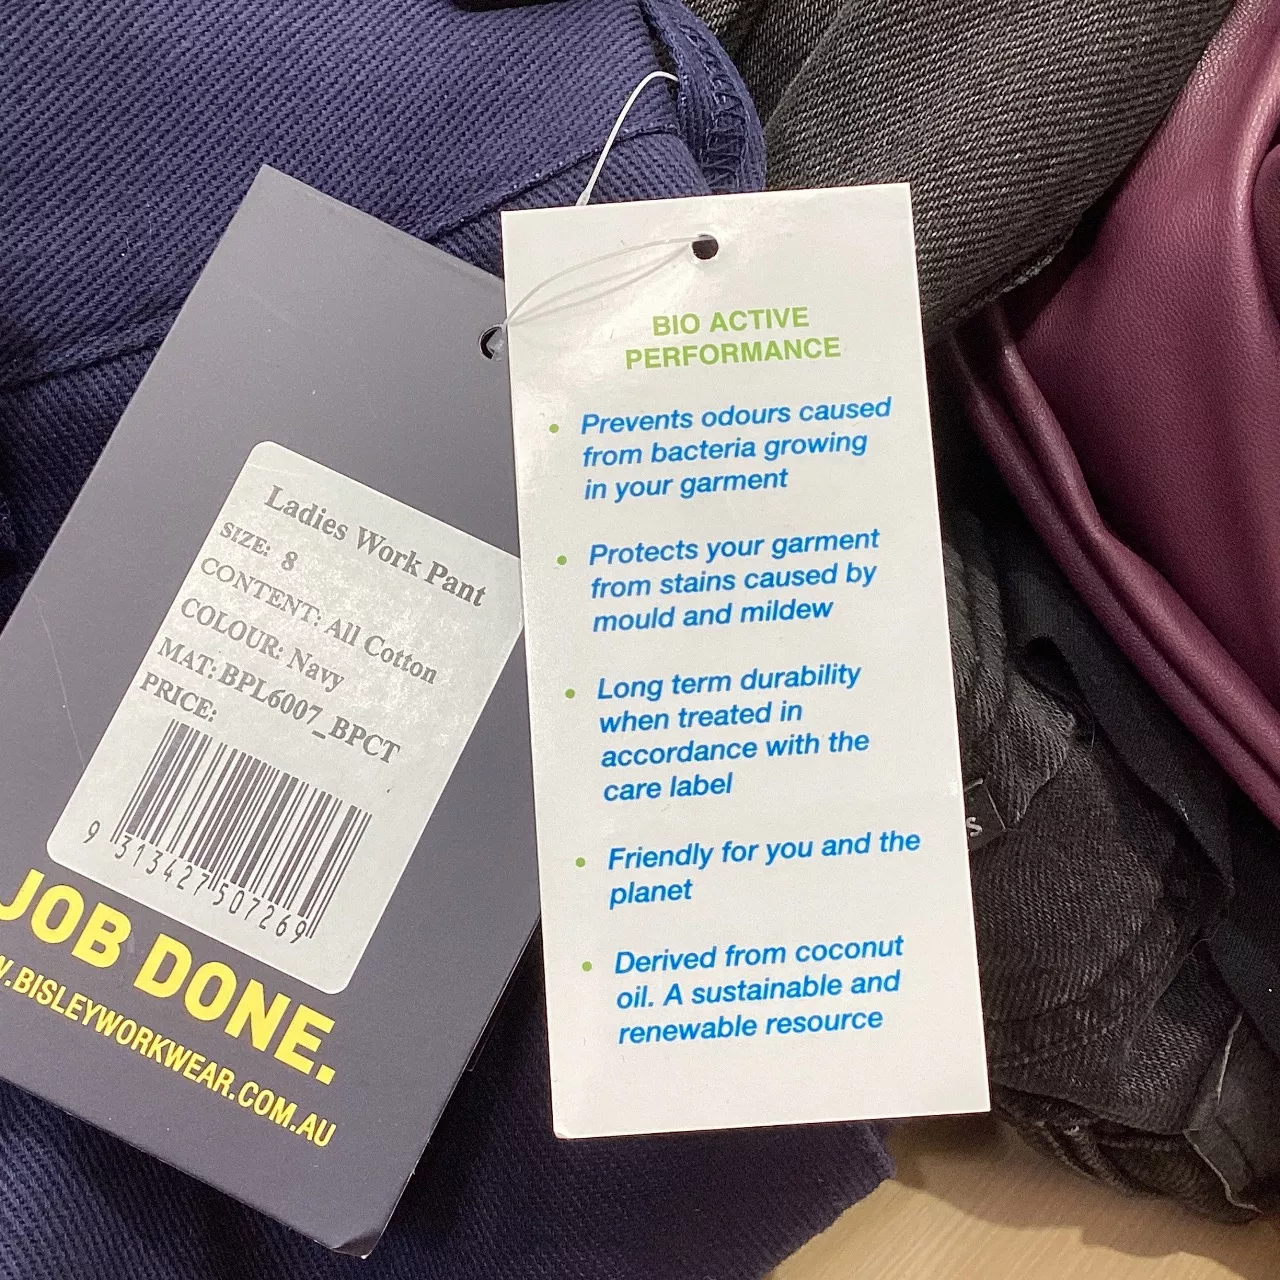 Ladies Work Pant
SIZE: 8
CONTENT: All Cotton
COLOUR: Navy
MAT: BPL6007_BPCT
PRICE:
9 313427 507269
JOB DONE.
W.BISLEYWORKWEAR.COM.AU
BIO ACTIVE
PERFORMANCE
• Prevents odours caused
from bacteria growing
in your garment
• Protects your garment
from stains caused by
mould and mildew
• Long term durability
when treated in
accordance with the
care label
• Friendly for you and the
planet
• Derived from coconut
oil. A sustainable and
renewable resource